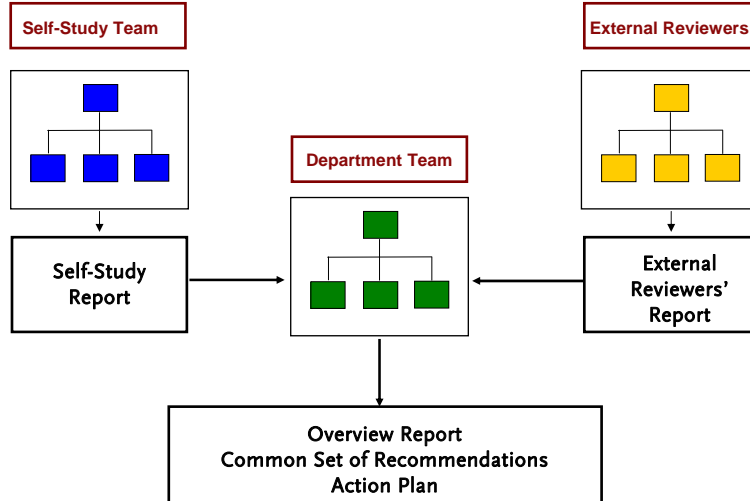 Self-Study Team
External Reviewers
Department Team
Self-Study
Report
External
Reviewers’
Report
Overview Report
Common Set of Recommendations
Action Plan